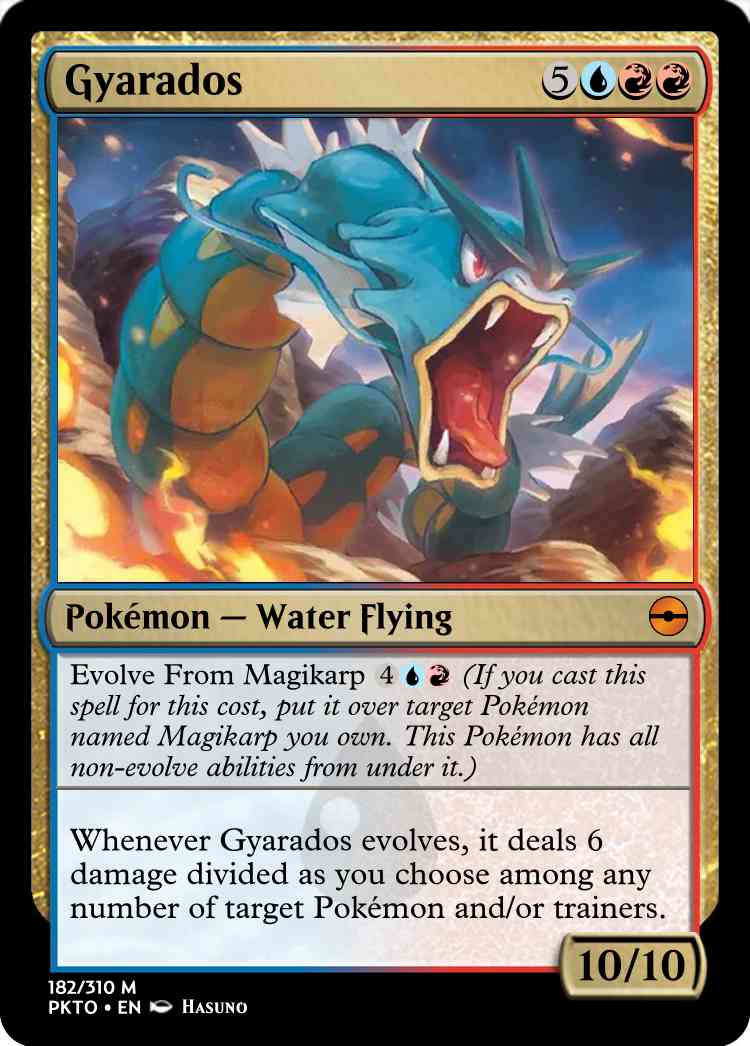 Gyarados 5
Pokémon — Water Flying
Evolve From Magikarp 4 (If you cast this
spell for this cost, put it over target Pokémon
named Magikarp you own. This Pokémon has all
non-evolve abilities from under it.)
Whenever Gyarados evolves, it deals 6
damage divided as you choose among any
number of target Pokémon and/or trainers.
10/10
182/310 M
PKTO • EN Hasuno